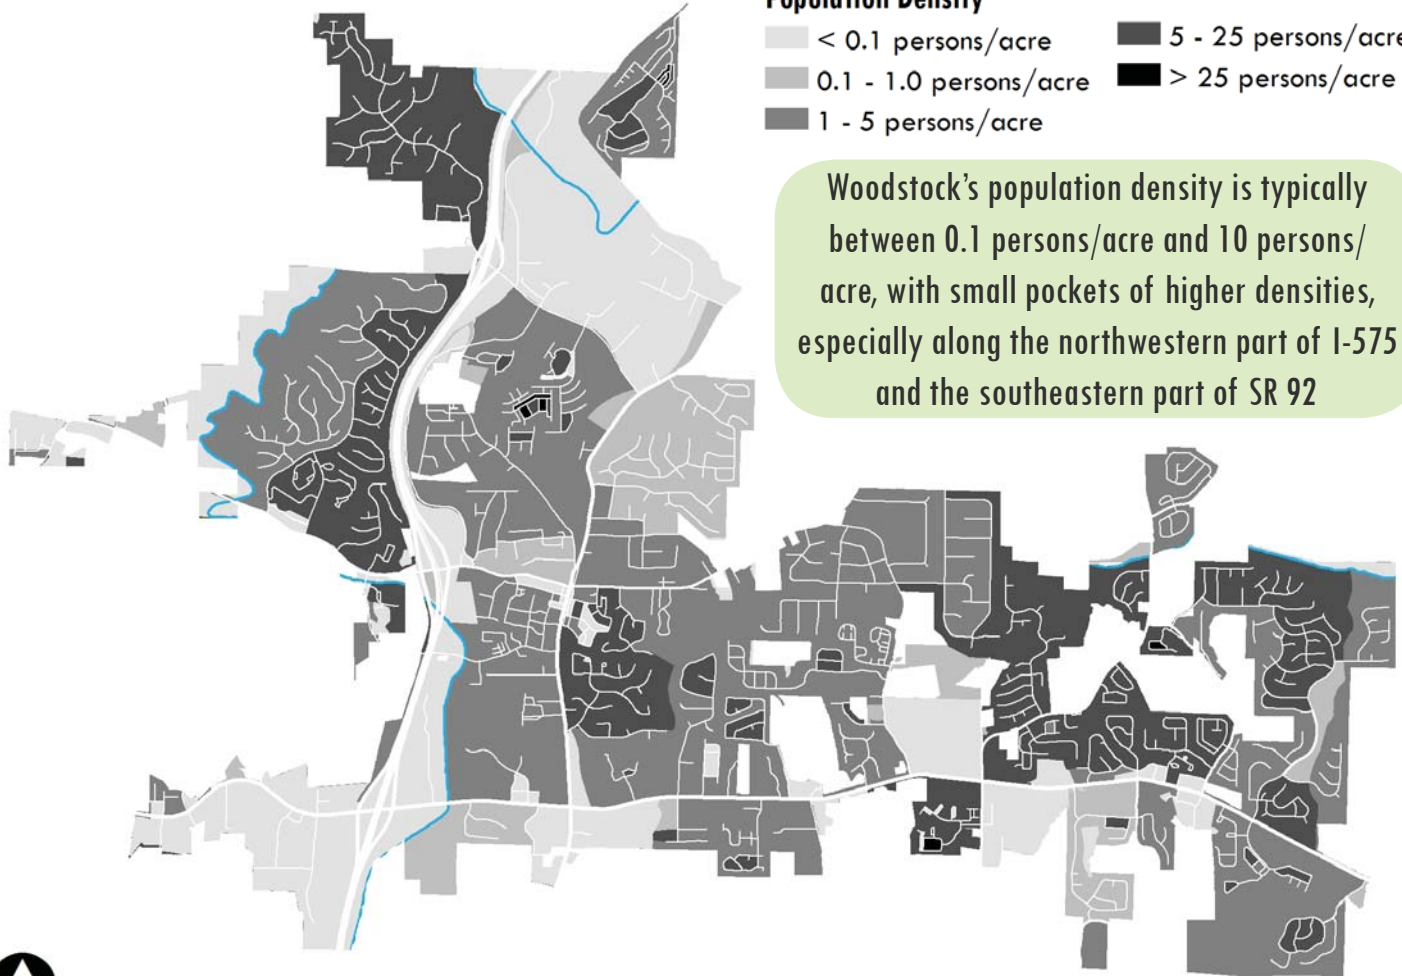 Population Density
< 0.1 persons/acre
0.1 - 1.0 persons/acre
1 - 5 persons/acre
5 - 25 persons/acre
> 25 persons/acre
Woodstock's population density is typically
between 0.1 persons/acre and 10 persons/
acre, with small pockets of higher densities,
especially along the northwestern part of I-575
and the southeastern part of SR 92